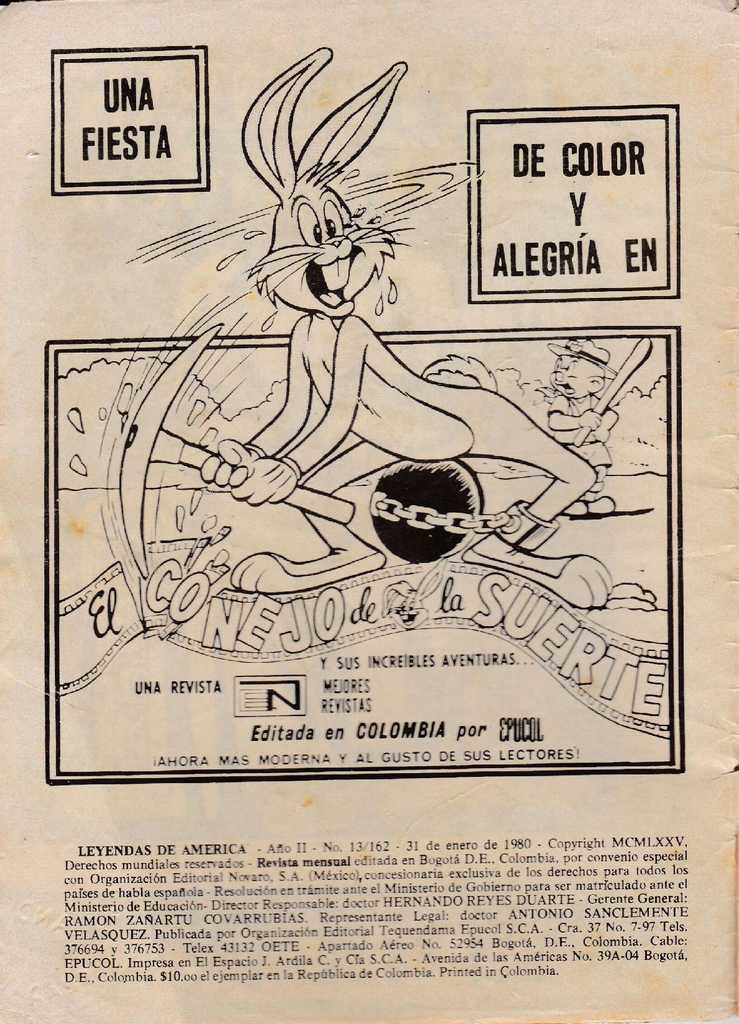 UNA
FIESTA
DE COLOR
Y
ALEGRÍA EN
El CONEJO de la SUERTE
Y SUS INCREÍBLES AVENTURAS...
UNA REVISTA N MEJORES
REVISTAS
Editada en COLOMBIA por EPUCOL
¡AHORA MAS MODERNA Y AL GUSTO DE SUS LECTORES!
LEYENDAS DE AMERICA - Año II - No. 13/162 - 31 de enero de 1980 - Copyright MCMLXXV,
Derechos mundiales reservados - Revista mensual editada en Bogotá D.E., Colombia, por convenio especial
con Organización Editorial Novaro, S.A. (México), concesionaria exclusiva de los derechos para todos los
países de habla española - Resolución en trámite ante el Ministerio de Gobierno para ser matriculado ante el
Ministerio de Educación- Director Responsable: doctor HERNANDO REYES DUARTE - Gerente General:
RAMON ZAÑARTU COVARRUBIAS. Representante Legal: doctor ANTONIO SANCLEMENTE
VELASQUEZ. Publicada por Organización Editorial Tequendama Epucol S.C.A. - Cra. 37 No. 7-97 Tels.
376694 y 376753 - Telex 43132 OETE - Apartado Aéreo No. 52954 Bogotá, D.E., Colombia. Cable:
EPUCOL. Impresa en El Espacio J. Ardila C. y Cía S.C.A. - Avenida de las Américas No. 39A-04 Bogotá,
D.E., Colombia. $10.oo el ejemplar en la República de Colombia. Printed in Colombia.